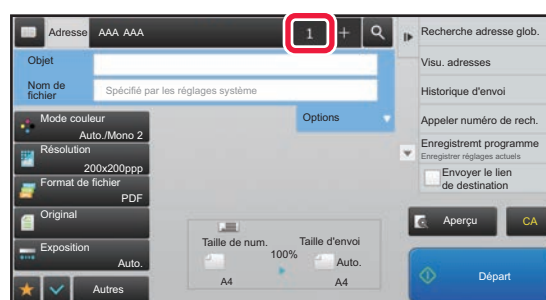 Adresse AAA AAA 1 +
Objet
Nom de
fichier
Spécifié par les réglages système
Options
Mode couleur
Auto./Mono 2
Résolution
200x200ppp
Format de fichier
PDF
Original
Exposition
Auto.
Autres
Taille de num.
100%
Taille d'envoi
Auto.
A4
A4
Recherche adresse glob.
Visu. adresses
Historique d'envoi
Appeler numéro de rech.
Enregistremt programme
Enregistrer réglages actuels
Envoyer le lien
de destination
Aperçu
CA
Départ